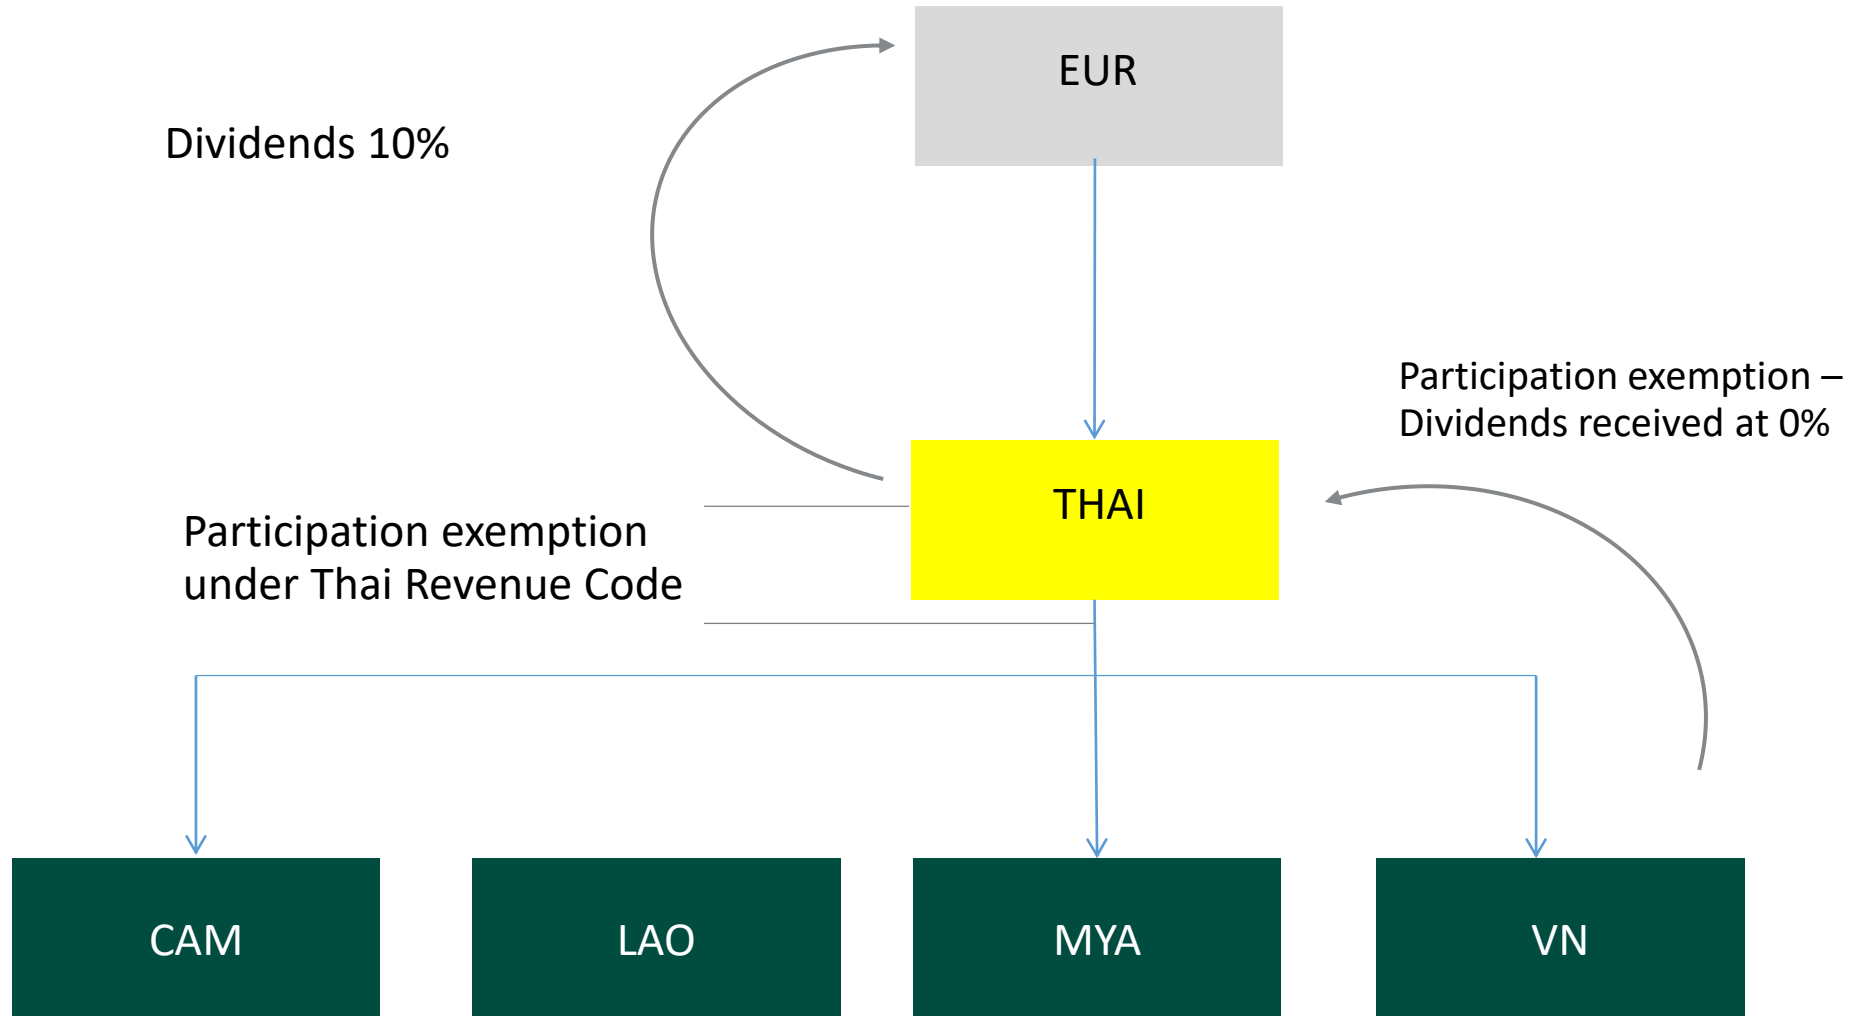 EUR
Dividends 10%
Participation exemption –
Dividends received at 0%
THAI
Participation exemption
under Thai Revenue Code
CAM
LAO
MYA
VN